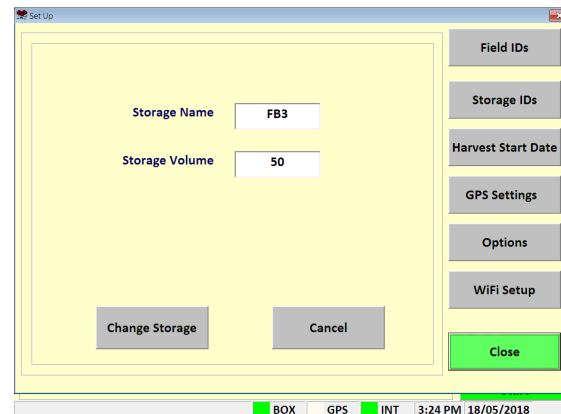 Set Up
Storage Name FB3
Storage Volume 50
Change Storage Cancel
Field IDs
Storage IDs
Harvest Start Date
GPS Settings
Options
WiFi Setup
Close
BOX GPS INT 3:24 PM 18/05/2018